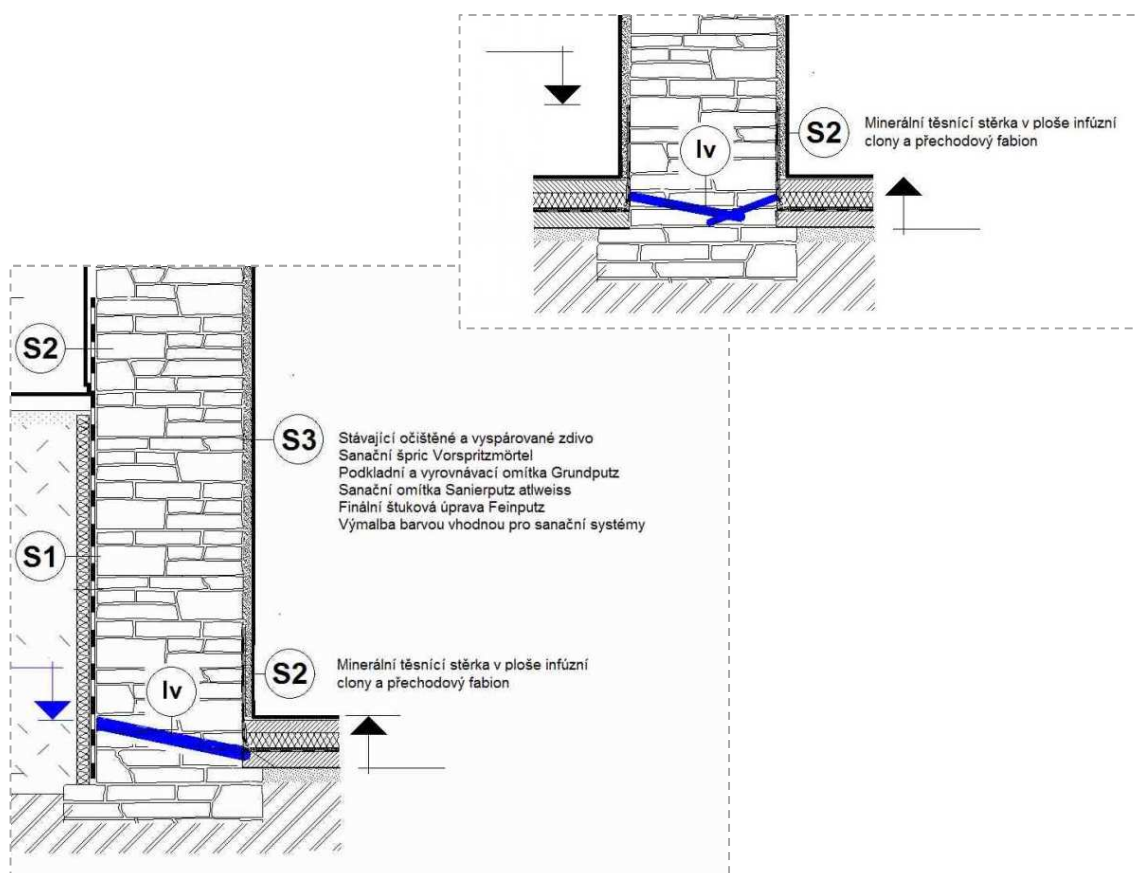 S2
Minerální těsnící stěrka v ploše infúzní
clony a přechodový fabion
Iv
S2
S3
Stávající očištěné a vyspárované zdivo
Sanační špric Vorspritzmörtel
Podkladní a vyrovnávací omítka Grundputz
Sanační omítka Sanierputz atlweiss
Finální štuková úprava Feinputz
Výmalba barvou vhodnou pro sanační systémy
S1
S2
Minerální těsnící stěrka v ploše infúzní
clony a přechodový fabion
Iv